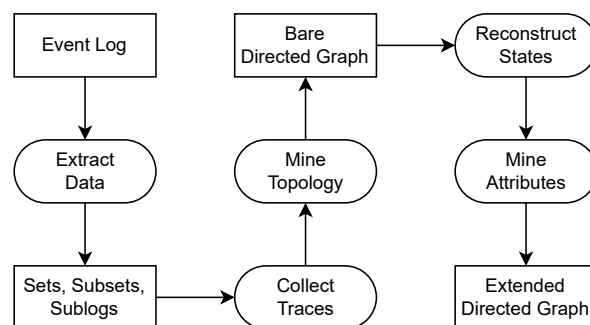 Event Log
Extract
Data
Sets, Subsets,
Sublogs
Collect
Traces
Mine
Topology
Bare
Directed Graph
Reconstruct
States
Mine
Attributes
Extended
Directed Graph